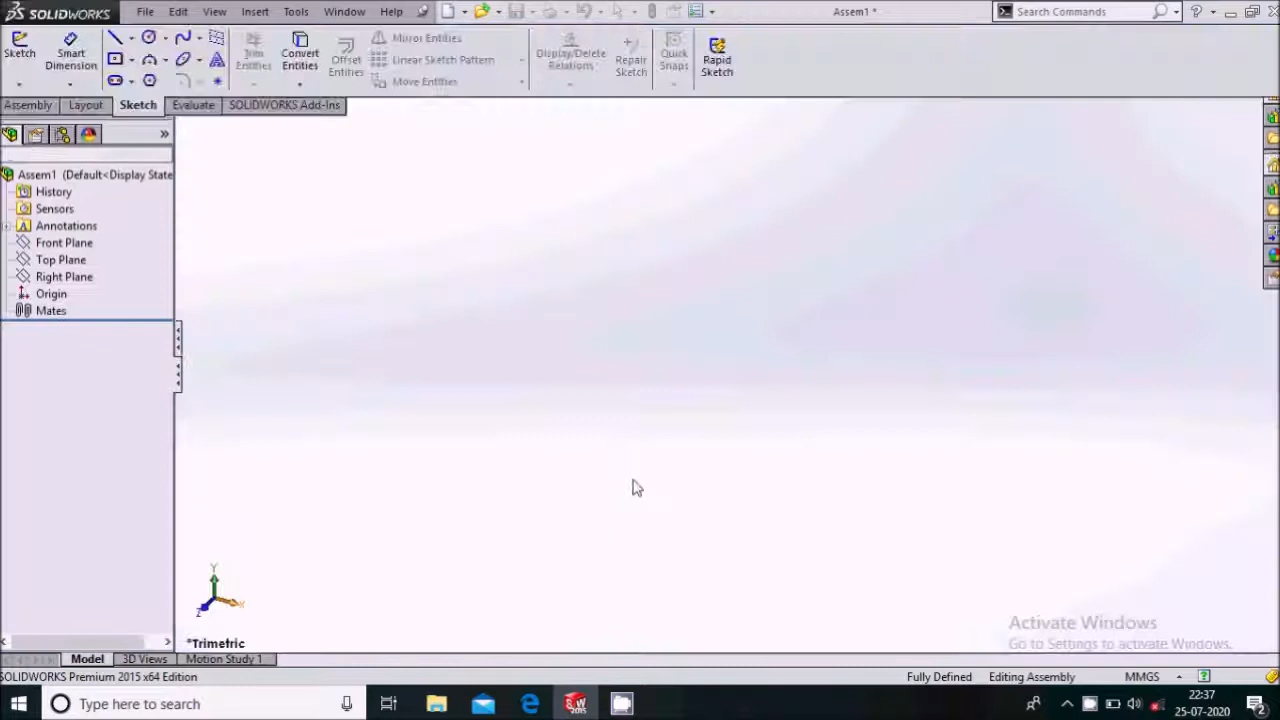 SOLIDWORKS File Edit View Insert Tools Window Help Assem1 * Search Commands
Sketch Smart Dimension Trim Entities Convert Entities Offset Entities Mirror Entities Linear Sketch Pattern Move Entities Display/Delete Relations Repair Sketch Quick Snaps Rapid Sketch
Assembly Layout Sketch Evaluate SOLIDWORKS Add-Ins
Assem1 (Default<Display State
History
Sensors
Annotations
Front Plane
Top Plane
Right Plane
Origin
Mates
Y
X
Z
*Trimetric
Activate Windows
Go to Settings to activate Windows.
Model 3D Views Motion Study 1
SOLIDWORKS Premium 2015 x64 Edition Fully Defined Editing Assembly MMGS
Type here to search
22:37
25-07-2020
2